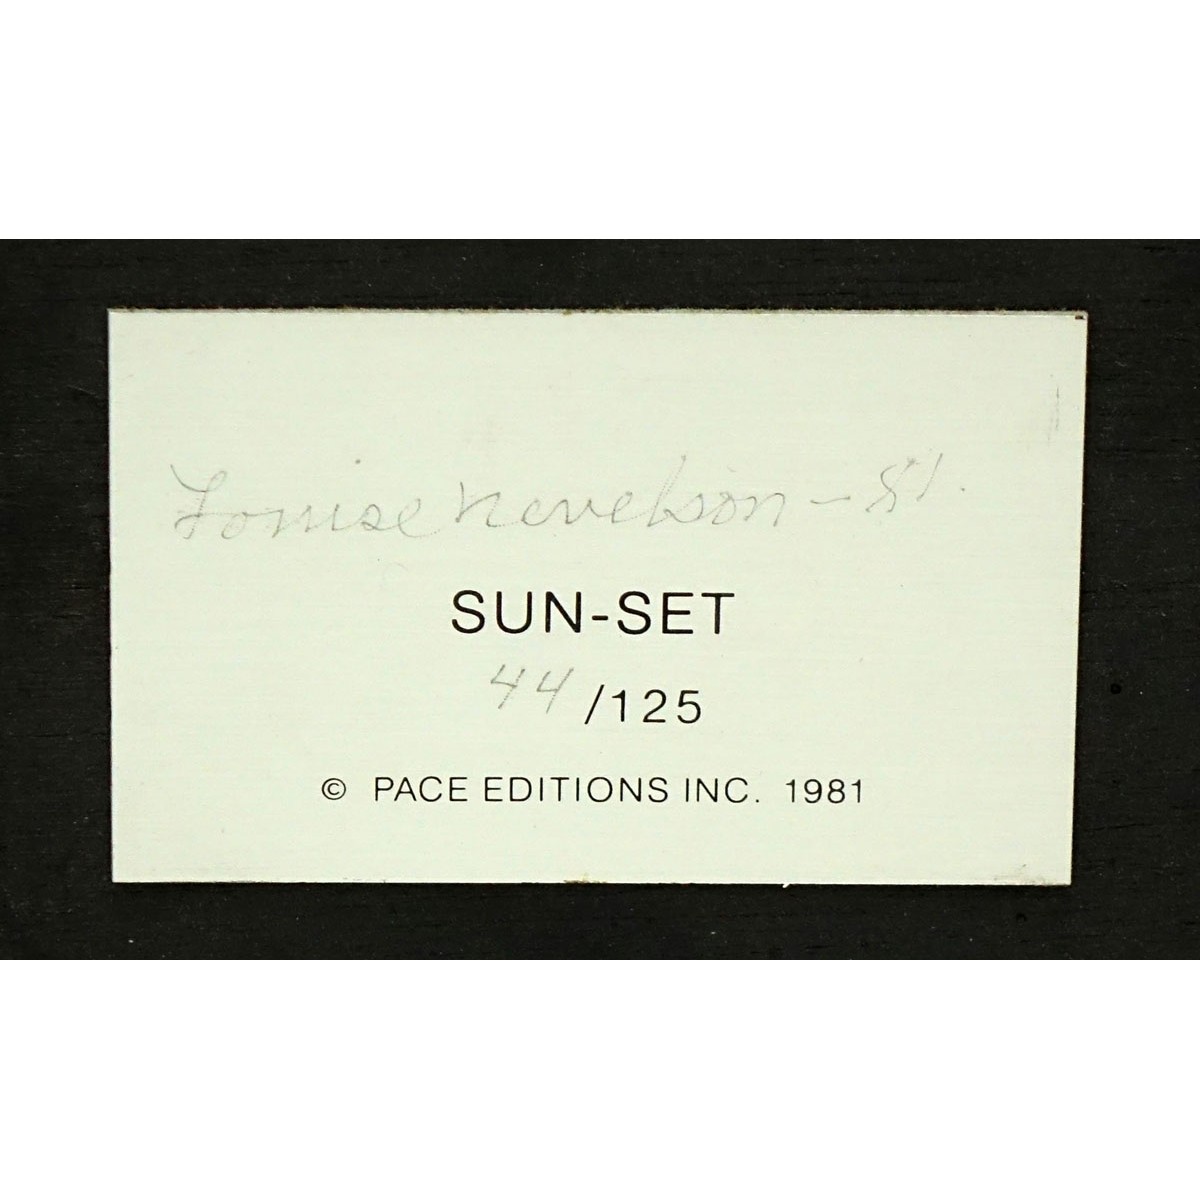 Louise Nevelson - 81.
SUN-SET
44/125
© PACE EDITIONS INC. 1981